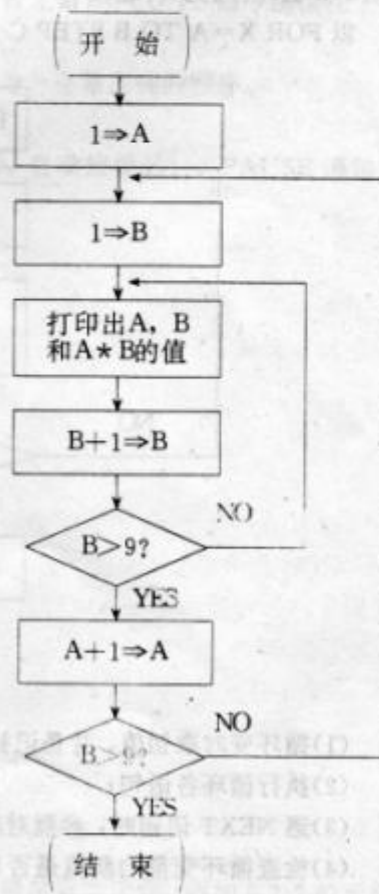 开 始
1⇒A
1⇒B
打印出A，B
和A*B的值
B+1⇒B
B>9?
NO
YES
A+1⇒A
B>9?
NO
YES
结 束